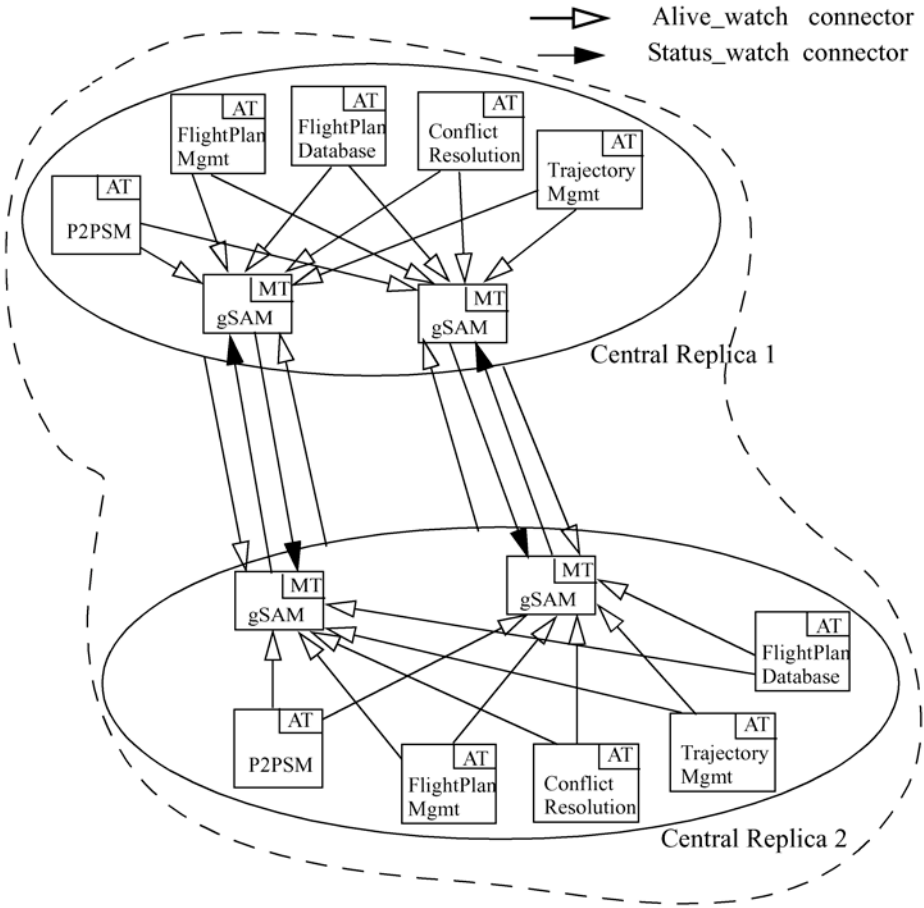 Alive_watch connector
Status_watch connector
AT
FlightPlan
Mgmt
AT
FlightPlan
Database
AT
Conflict
Resolution
AT
Trajectory
Mgmt
AT
P2PSM
MT
gSAM
MT
gSAM
Central Replica 1
MT
gSAM
MT
gSAM
AT
FlightPlan
Database
AT
P2PSM
AT
FlightPlan
Mgmt
AT
Conflict
Resolution
AT
Trajectory
Mgmt
Central Replica 2